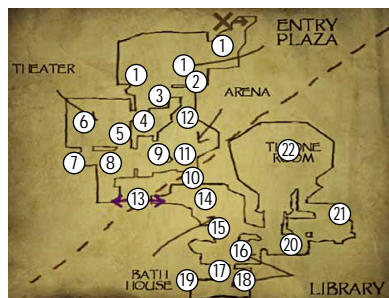 ENTRY
PLAZA
1
1
1
2
THEATER
3
ARENA
4
12
6
5
9
11
THRONE
ROOM
22
7
8
10
13
14
21
15
16
20
BATH
HOUSE
17
19
18
LIBRARY